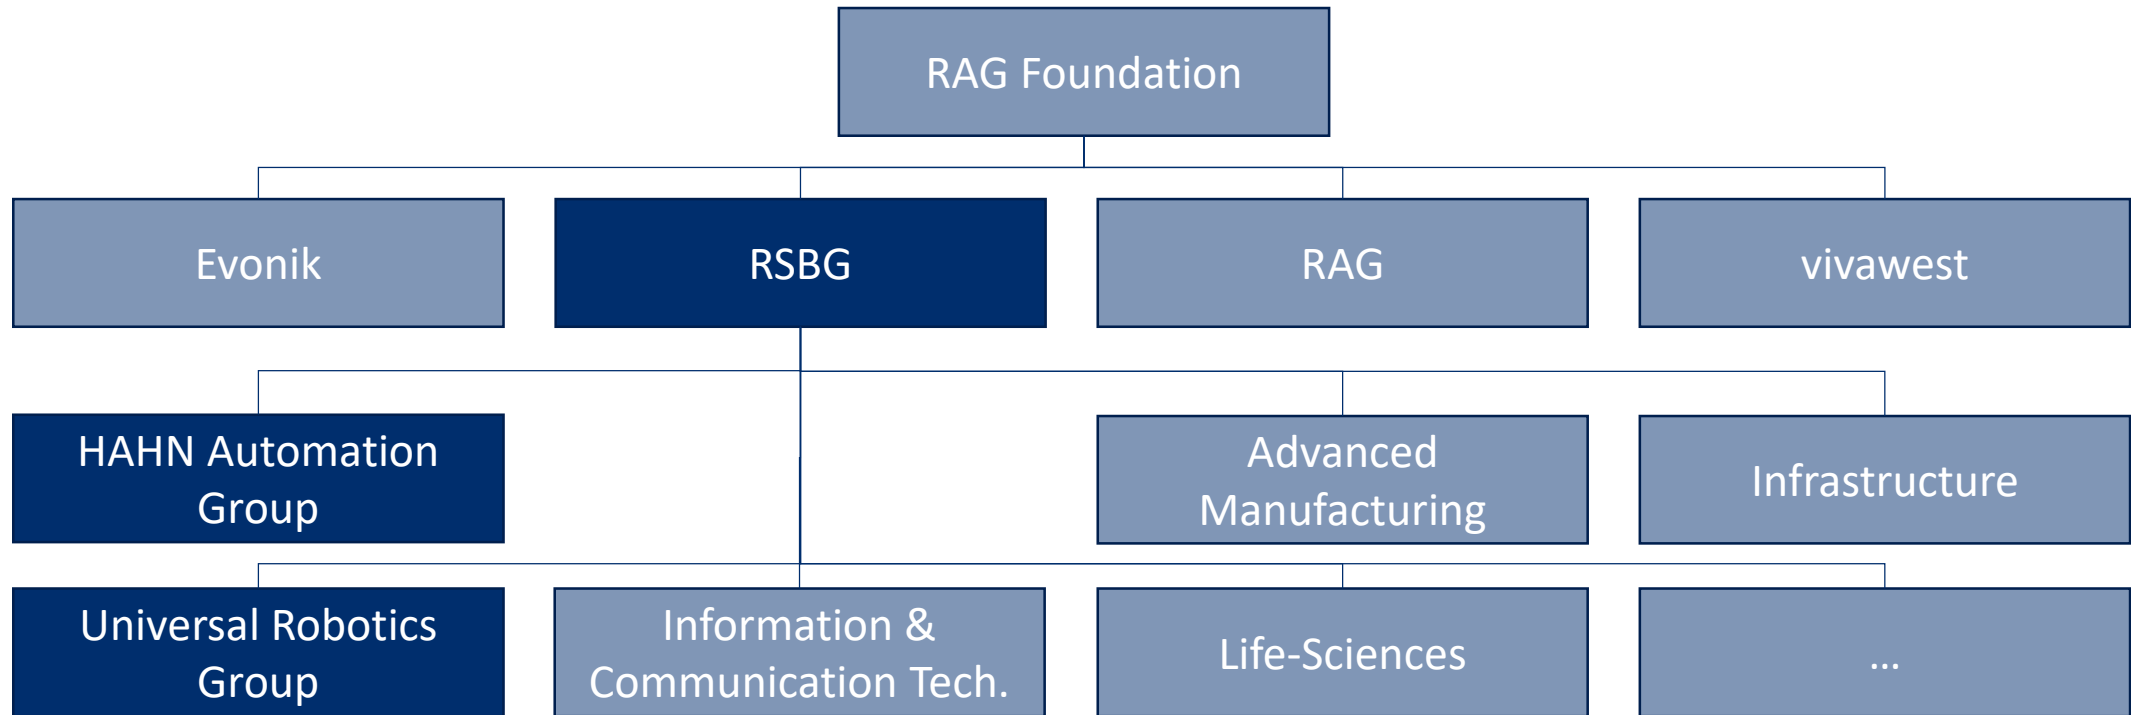 RAG Foundation
Evonik
RSBG
RAG
vivawest
HAHN Automation
Group
Advanced
Manufacturing
Infrastructure
Universal Robotics
Group
Information &
Communication Tech.
Life-Sciences
...